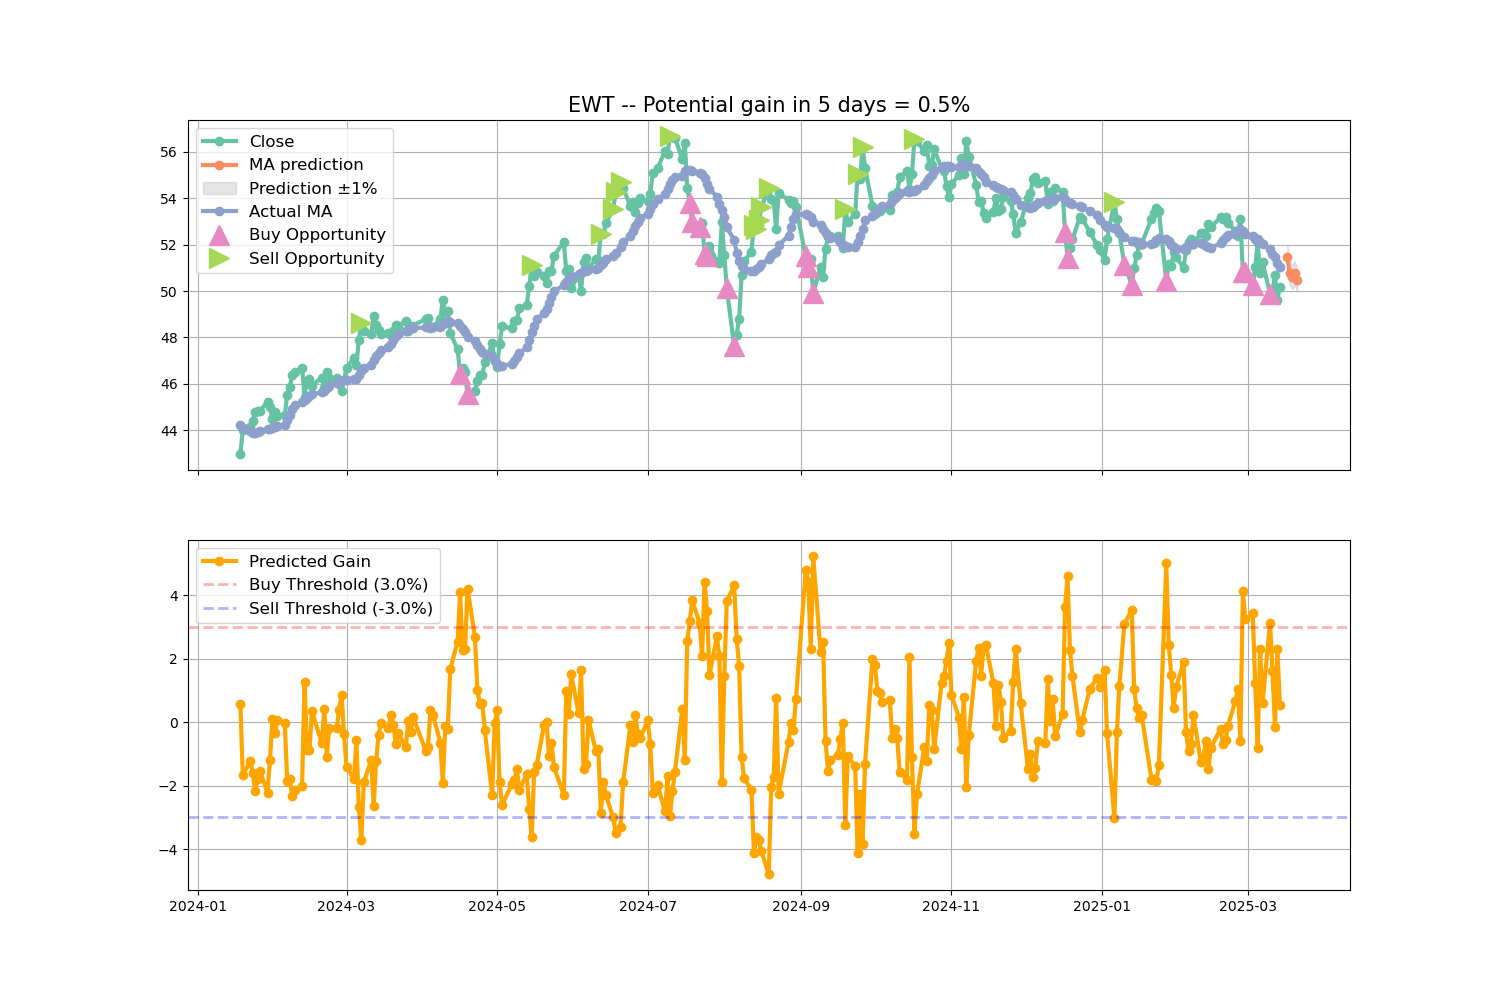 EWT -- Potential gain in 5 days = 0.5%
Close
MA prediction
Prediction ±1%
Actual MA
Buy Opportunity
Sell Opportunity
56
54
52
50
48
46
44
Predicted Gain
Buy Threshold (3.0%)
Sell Threshold (-3.0%)
4
2
0
−2
−4
2024-01 2024-03 2024-05 2024-07 2024-09 2024-11 2025-01 2025-03